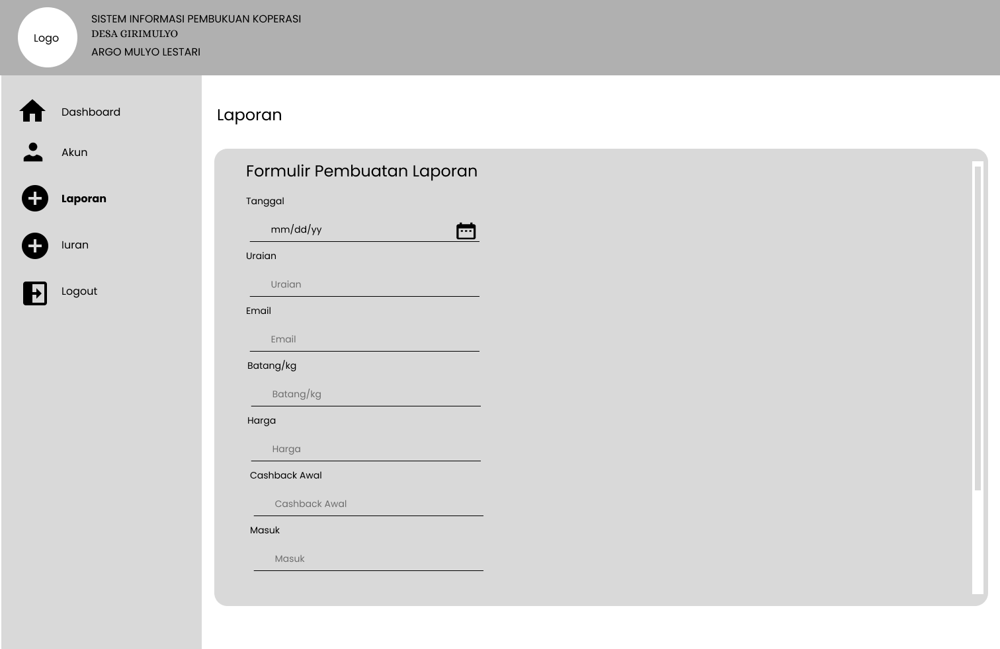 Logo
SISTEM INFORMASI PEMBUKUAN KOPERASI
DESA GIRIMULYO
ARGO MULYO LESTARI
Dashboard
Akun
Laporan
Iuran
Logout
Laporan
Formulir Pembuatan Laporan
Tanggal
mm/dd/yy
Uraian
Uraian
Email
Email
Batang/kg
Batang/kg
Harga
Harga
Cashback Awal
Cashback Awal
Masuk
Masuk